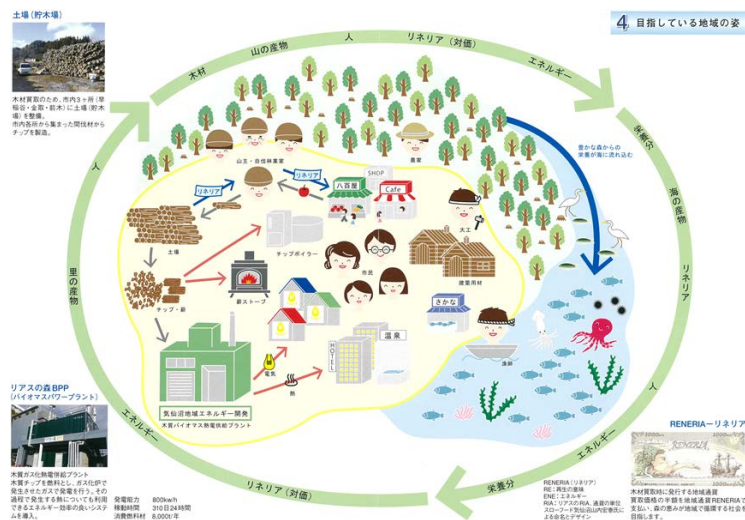 4 目指している地域の姿
土場（貯木場）
木材買取のため、市内3ヶ所（早
稲谷・金取・前木）に土場（貯木
場）を整備。
市内各所から集まった間伐材から
チップを製造。
木材
山の産物
人
リネリア（対価）
エネルギー
栄養分
海の産物
リネリア
人
エネルギー
栄養分
リネリア（対価）
エネルギー
里の産物
人
豊かな森からの
栄養が海に流れ込む
山主・自伐林業家
農家
リネリア
リネリア
八百屋
SHOP
Cafe
大工
土場
チップボイラー
市民
建築用材
チップ・薪
薪ストーブ
さかな
漁師
HOTEL
温泉
電気
熱
気仙沼地域エネルギー開発
木質バイオマス熱電供給プラント
リアスの森BPP
（バイオマスパワープラント）
木質ガス化熱電併給プラント
木質チップを燃料とし、ガス化炉で
発生させたガスで発電を行う。その
過程で発生する熱についても利用
できるエネルギー効率の良いシステ
ムを導入。
発電能力 800kw/h
稼動時間 310日24時間
消費燃料材 8,000t/年
RENERIA（リネリア）
RE：再生の意味
ENE：エネルギー
RIA：リアスのRIA、通貨の単位
スローフード気仙沼山内宏泰氏に
よる命名とデザイン
RENERIAーリネリア
RENERIA
木材買取時に発行する地域通貨
買取価格の半額を地域通貨RENERIAで
支払い、森の恵みが地域で循環する社会を
目指します。